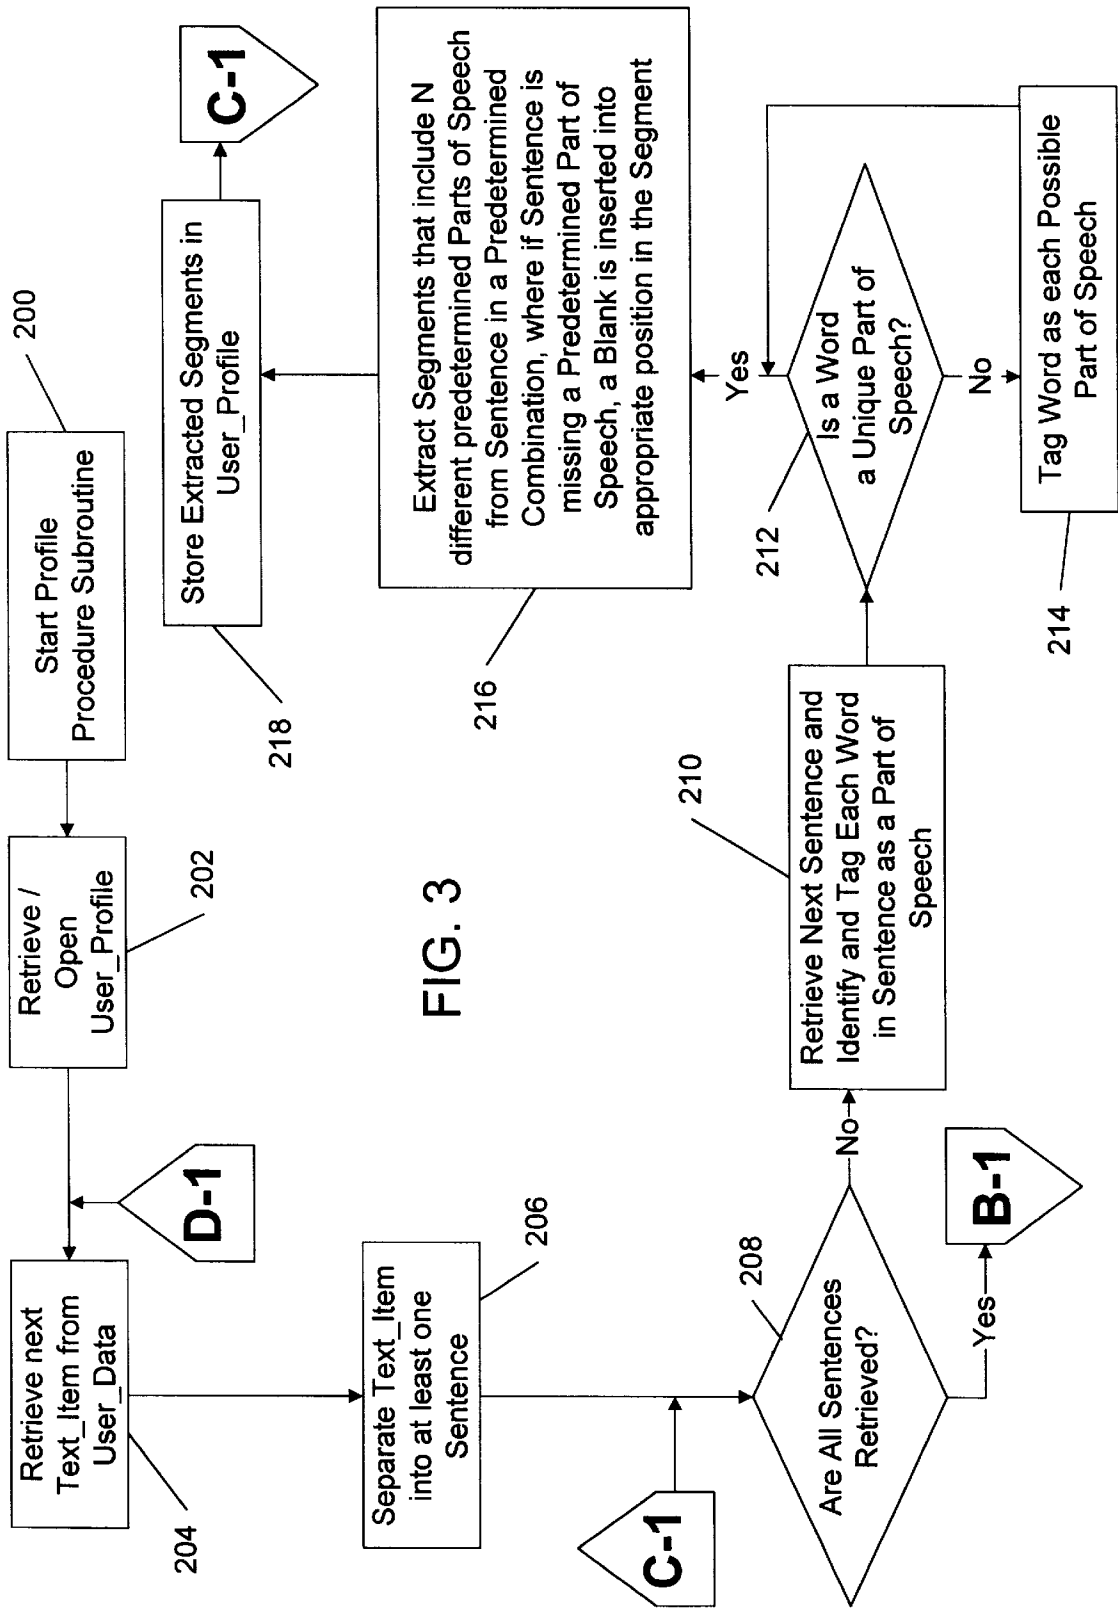 Start Profile
Procedure Subroutine
200
Retrieve /
Open
User_Profile
202
D-1
Retrieve next
Text_Item from
User_Data
204
Separate Text_Item
into at least one
Sentence
206
C-1
Are All Sentences
Retrieved?
208
No
Yes
B-1
Retrieve Next Sentence and
Identify and Tag Each Word
in Sentence as a Part of
Speech
210
Is a Word
a Unique Part of
Speech?
212
Yes
No
Tag Word as each Possible
Part of Speech
214
Extract Segments that include N
different predetermined Parts of Speech
from Sentence in a Predetermined
Combination, where if Sentence is
missing a Predetermined Part of
Speech, a Blank is inserted into
appropriate position in the Segment
216
Store Extracted Segments in
User_Profile
218
C-1
FIG. 3